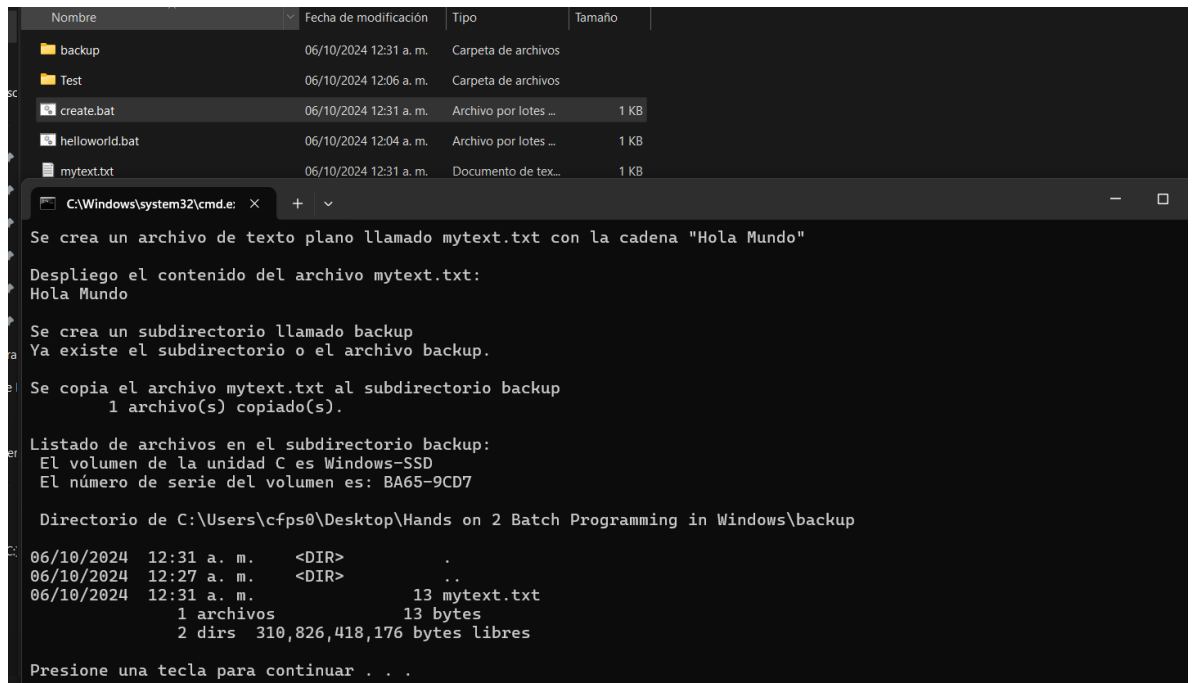 Nombre Fecha de modificación Tipo Tamaño
backup 06/10/2024 12:31 a. m. Carpeta de archivos
Test 06/10/2024 12:06 a. m. Carpeta de archivos
create.bat 06/10/2024 12:31 a. m. Archivo por lotes ... 1 KB
helloworld.bat 06/10/2024 12:04 a. m. Archivo por lotes ... 1 KB
mytext.txt 06/10/2024 12:31 a. m. Documento de tex... 1 KB
C:\Windows\system32\cmd.e:
Se crea un archivo de texto plano llamado mytext.txt con la cadena "Hola Mundo"
Despliego el contenido del archivo mytext.txt:
Hola Mundo
Se crea un subdirectorio llamado backup
Ya existe el subdirectorio o el archivo backup.
Se copia el archivo mytext.txt al subdirectorio backup
1 archivo(s) copiado(s).
Listado de archivos en el subdirectorio backup:
El volumen de la unidad C es Windows-SSD
El número de serie del volumen es: BA65-9CD7
Directorio de C:\Users\cfps0\Desktop\Hands on 2 Batch Programming in Windows\backup
06/10/2024 12:31 a. m. <DIR> .
06/10/2024 12:27 a. m. <DIR> ..
06/10/2024 12:31 a. m. 13 mytext.txt
1 archivos 13 bytes
2 dirs 310,826,418,176 bytes libres
Presione una tecla para continuar . . .